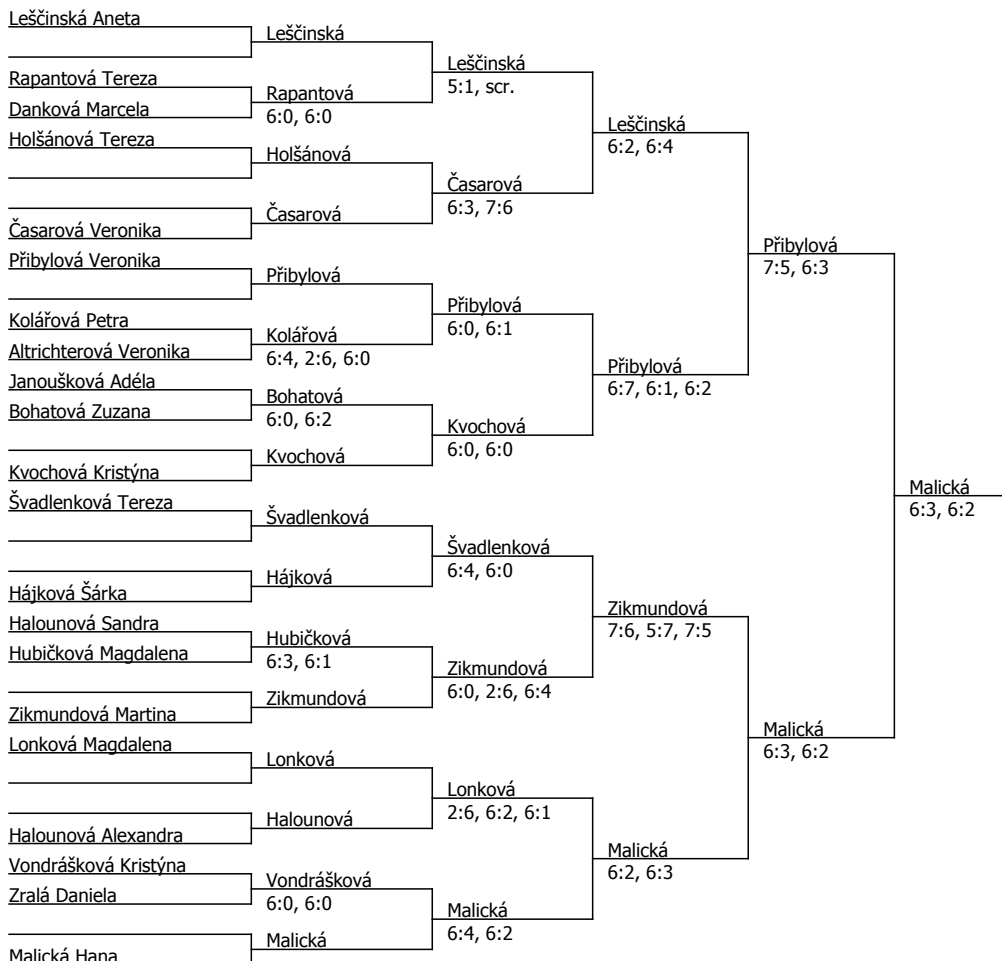 Leščinská Aneta
Leščinská
Leščinská
5:1, scr.
Rapantová Tereza
Rapantová
6:0, 6:0
Danková Marcela
Leščinská
6:2, 6:4
Holšánová Tereza
Holšánová
Časarová
6:3, 7:6
Časarová
Časarová Veronika
Přibylová
7:5, 6:3
Přibylová Veronika
Přibylová
Přibylová
6:0, 6:1
Kolářová Petra
Kolářová
6:4, 2:6, 6:0
Altrichterová Veronika
Přibylová
6:7, 6:1, 6:2
Janoušková Adéla
Bohatová
6:0, 6:2
Bohatová Zuzana
Kvochová
6:0, 6:0
Kvochová
Kvochová Kristýna
Malická
6:3, 6:2
Švadlenková Tereza
Švadlenková
Švadlenková
6:4, 6:0
Hájková
Hájková Šárka
Zikmundová
7:6, 5:7, 7:5
Halounová Sandra
Hubičková
6:3, 6:1
Hubičková Magdalena
Zikmundová
6:0, 2:6, 6:4
Zikmundová
Zikmundová Martina
Malická
6:3, 6:2
Lonková Magdalena
Lonková
Lonková
2:6, 6:2, 6:1
Halounová
Halounová Alexandra
Malická
6:2, 6:3
Vondrášková Kristýna
Vondrášková
6:0, 6:0
Zralá Daniela
Malická
6:4, 6:2
Malická
Malická Hana